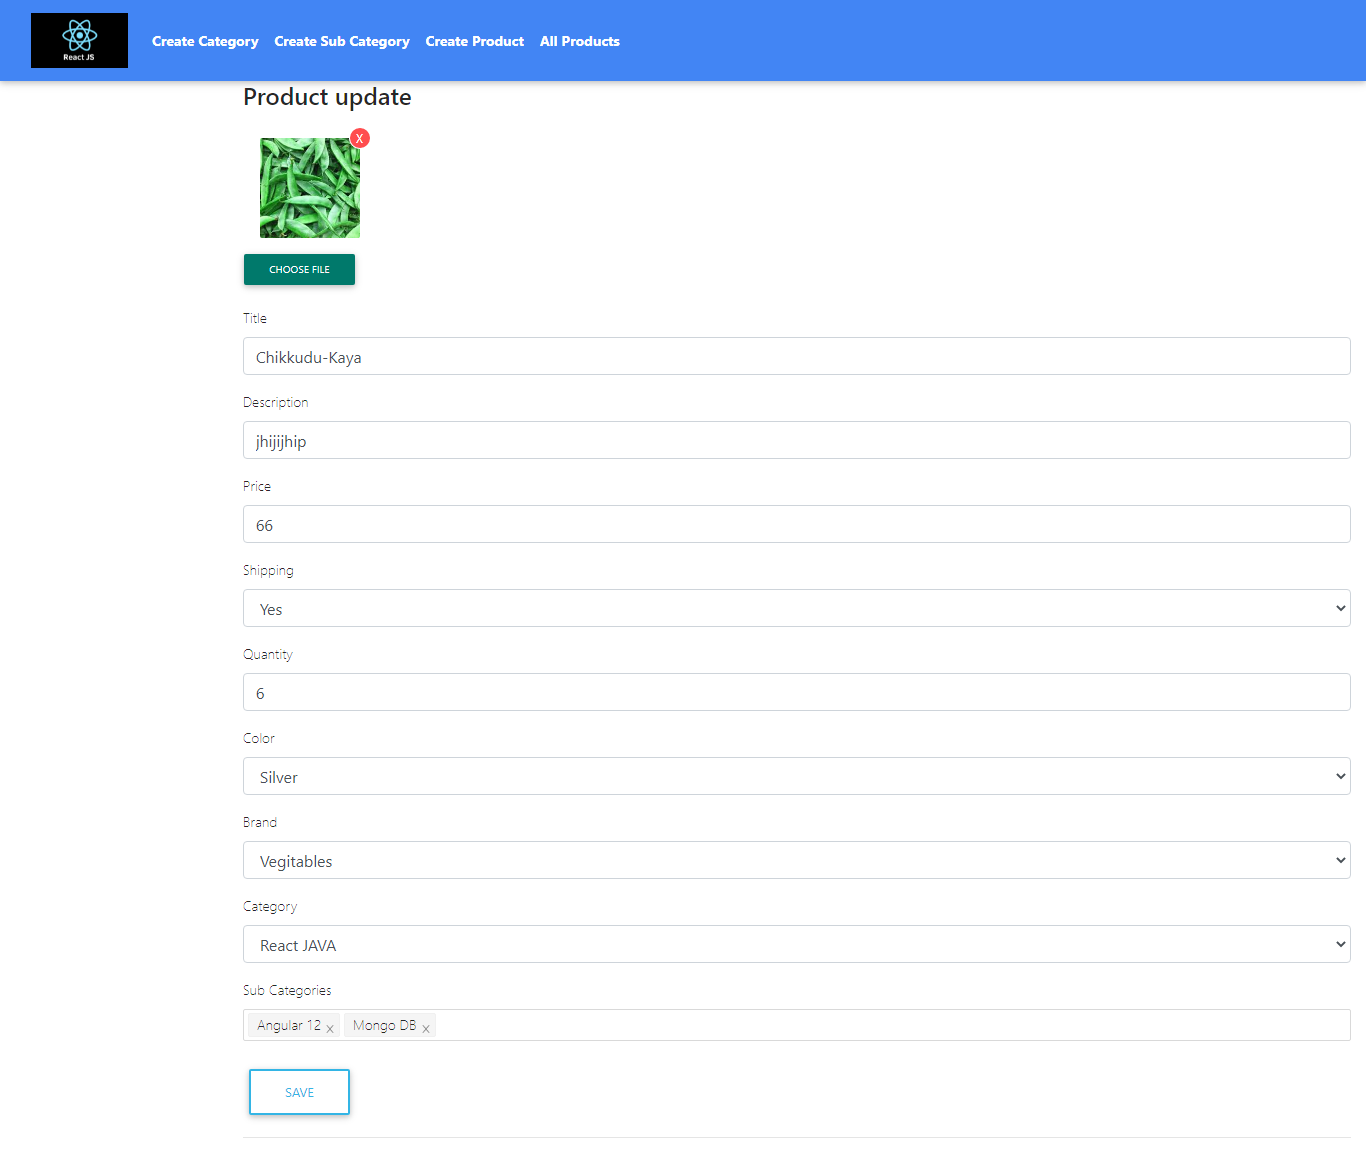 React JS
Create Category Create Sub Category Create Product All Products
Product update
X
CHOOSE FILE
Title
Chikkudu-Kaya
Description
jhijijhip
Price
66
Shipping
Yes
Quantity
6
Color
Silver
Brand
Vegitables
Category
React JAVA
Sub Categories
Angular 12 x Mongo DB x
SAVE